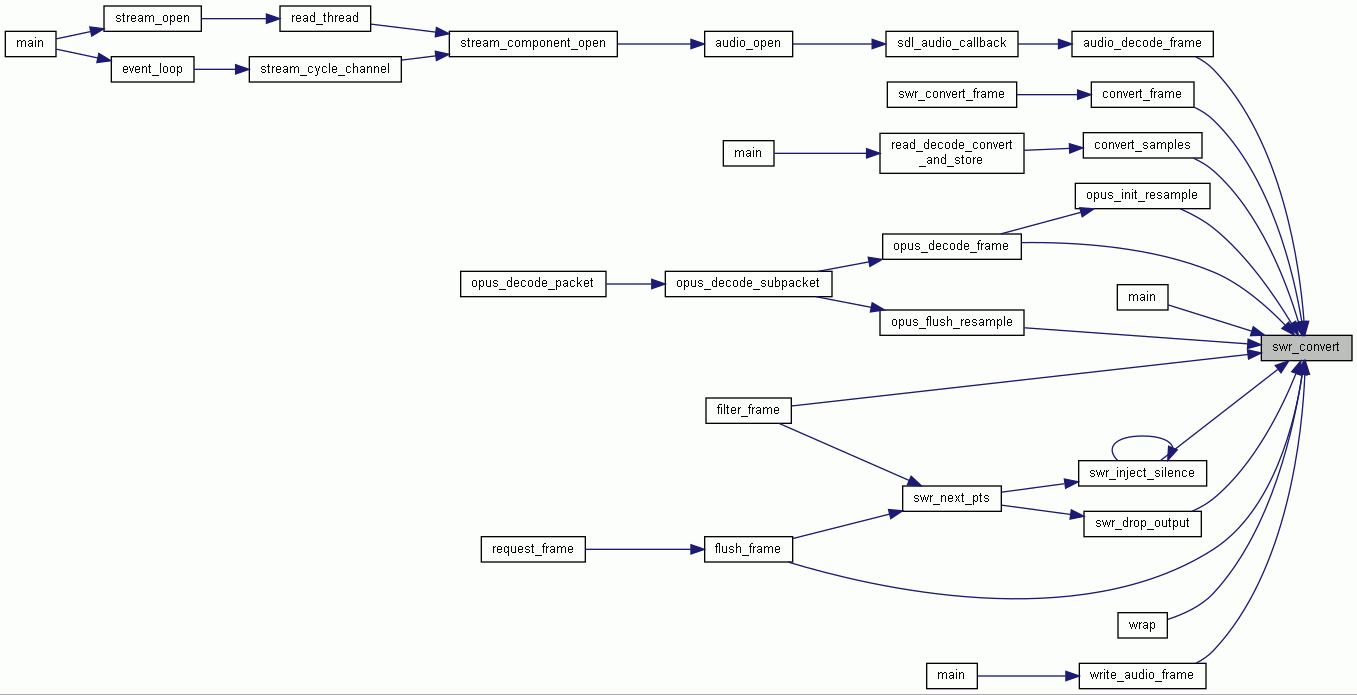 stream_open
read_thread
main
stream_component_open
audio_open
sdl_audio_callback
audio_decode_frame
event_loop
stream_cycle_channel
swr_convert_frame
convert_frame
main
read_decode_convert
_and_store
convert_samples
opus_init_resample
opus_decode_frame
opus_decode_packet
opus_decode_subpacket
main
opus_flush_resample
swr_convert
filter_frame
swr_inject_silence
swr_next_pts
swr_drop_output
request_frame
flush_frame
wrap
main
write_audio_frame